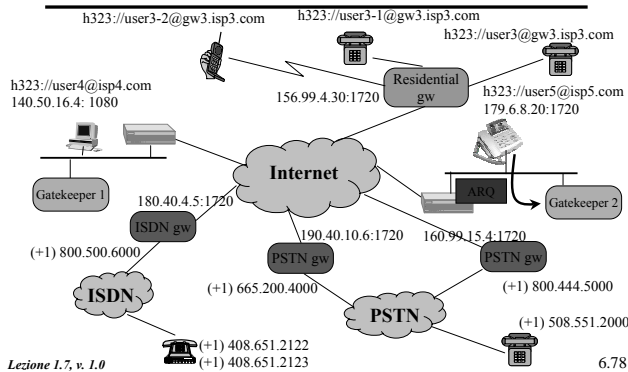 h323://user3-1@gw3.isp3.com
h323://user3-2@gw3.isp3.com
h323://user3@gw3.isp3.com
h323://user4@isp4.com
140.50.16.4: 1080
Residential
gw
156.99.4.30:1720
h323://user5@isp5.com
179.6.8.20:1720
Internet
Gatekeeper 1
180.40.4.5:1720
ARQ
Gatekeeper 2
ISDN gw
190.40.10.6:1720
160.99.15.4:1720
(+1) 800.500.6000
PSTN gw
PSTN gw
(+1) 665.200.4000
(+1) 800.444.5000
ISDN
PSTN
(+1) 508.551.2000
(+1) 408.651.2122
(+1) 408.651.2123
Lezione 1.7, v. 1.0
6.78